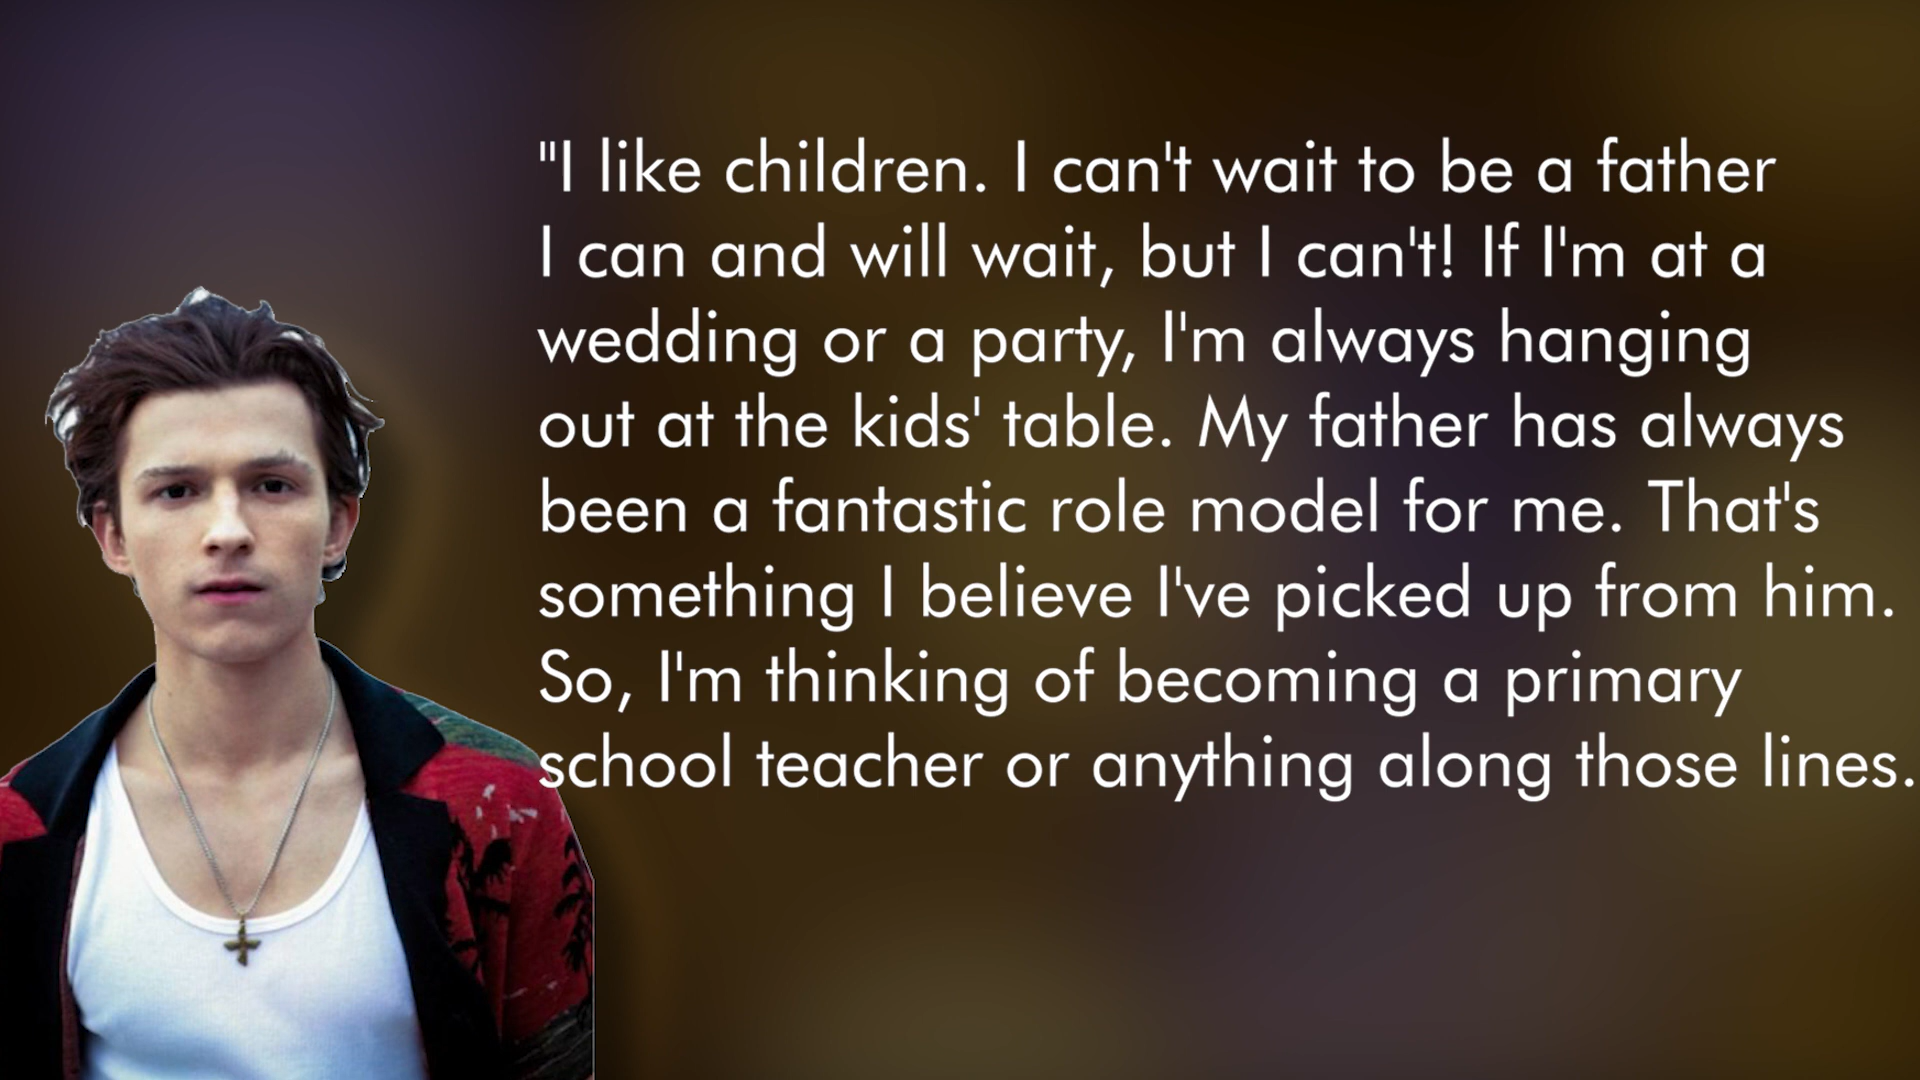 "I like children. I can't wait to be a father
I can and will wait, but I can't! If I'm at a
wedding or a party, I'm always hanging
out at the kids' table. My father has always
been a fantastic role model for me. That's
something I believe I've picked up from him.
So, I'm thinking of becoming a primary
school teacher or anything along those lines.